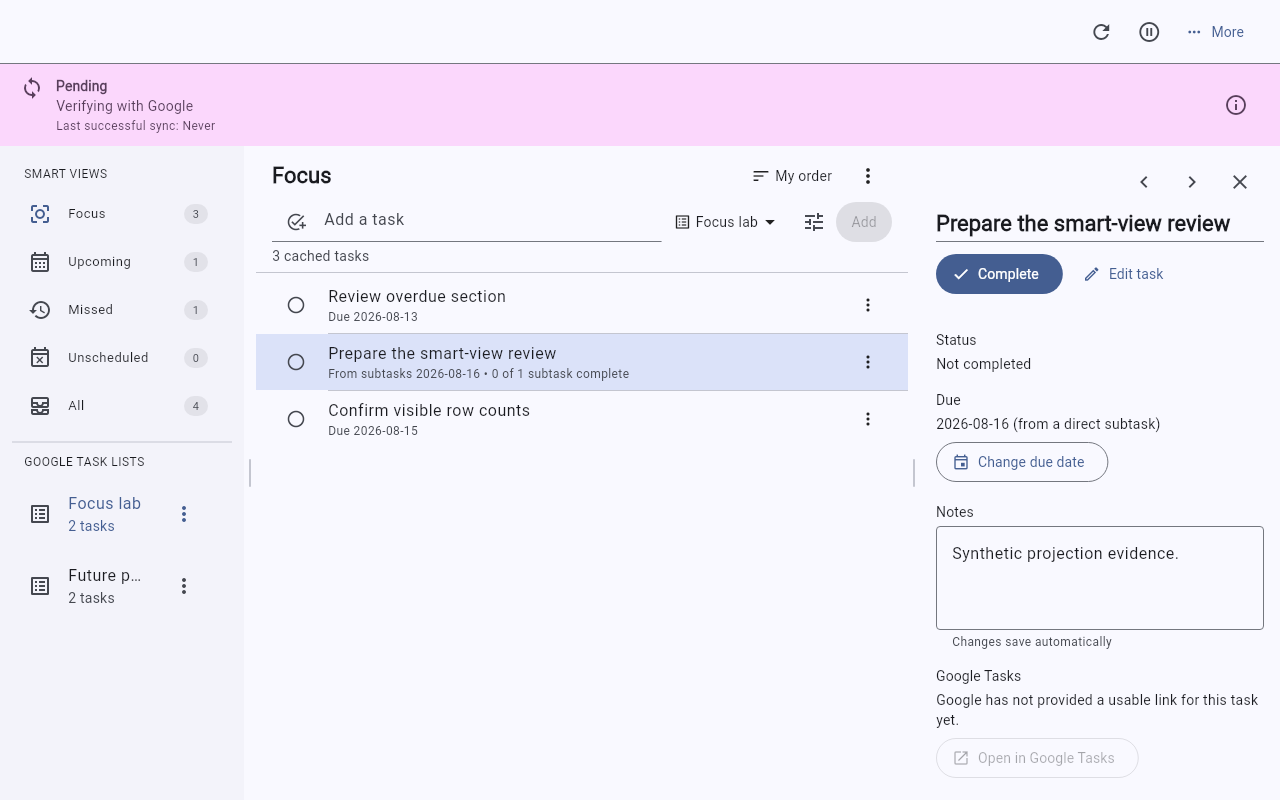 More
Pending
Verifying with Google
Last successful sync: Never
SMART VIEWS
Focus 3
Upcoming 1
Missed 1
Unscheduled 0
All 4
GOOGLE TASK LISTS
Focus lab
2 tasks
Future p…
2 tasks
Focus
My order
Add a task
Focus lab
Add
3 cached tasks
Review overdue section
Due 2026-08-13
Prepare the smart-view review
From subtasks 2026-08-16 • 0 of 1 subtask complete
Confirm visible row counts
Due 2026-08-15
Prepare the smart-view review
Complete
Edit task
Status
Not completed
Due
2026-08-16 (from a direct subtask)
Change due date
Notes
Synthetic projection evidence.
Changes save automatically
Google Tasks
Google has not provided a usable link for this task
yet.
Open in Google Tasks